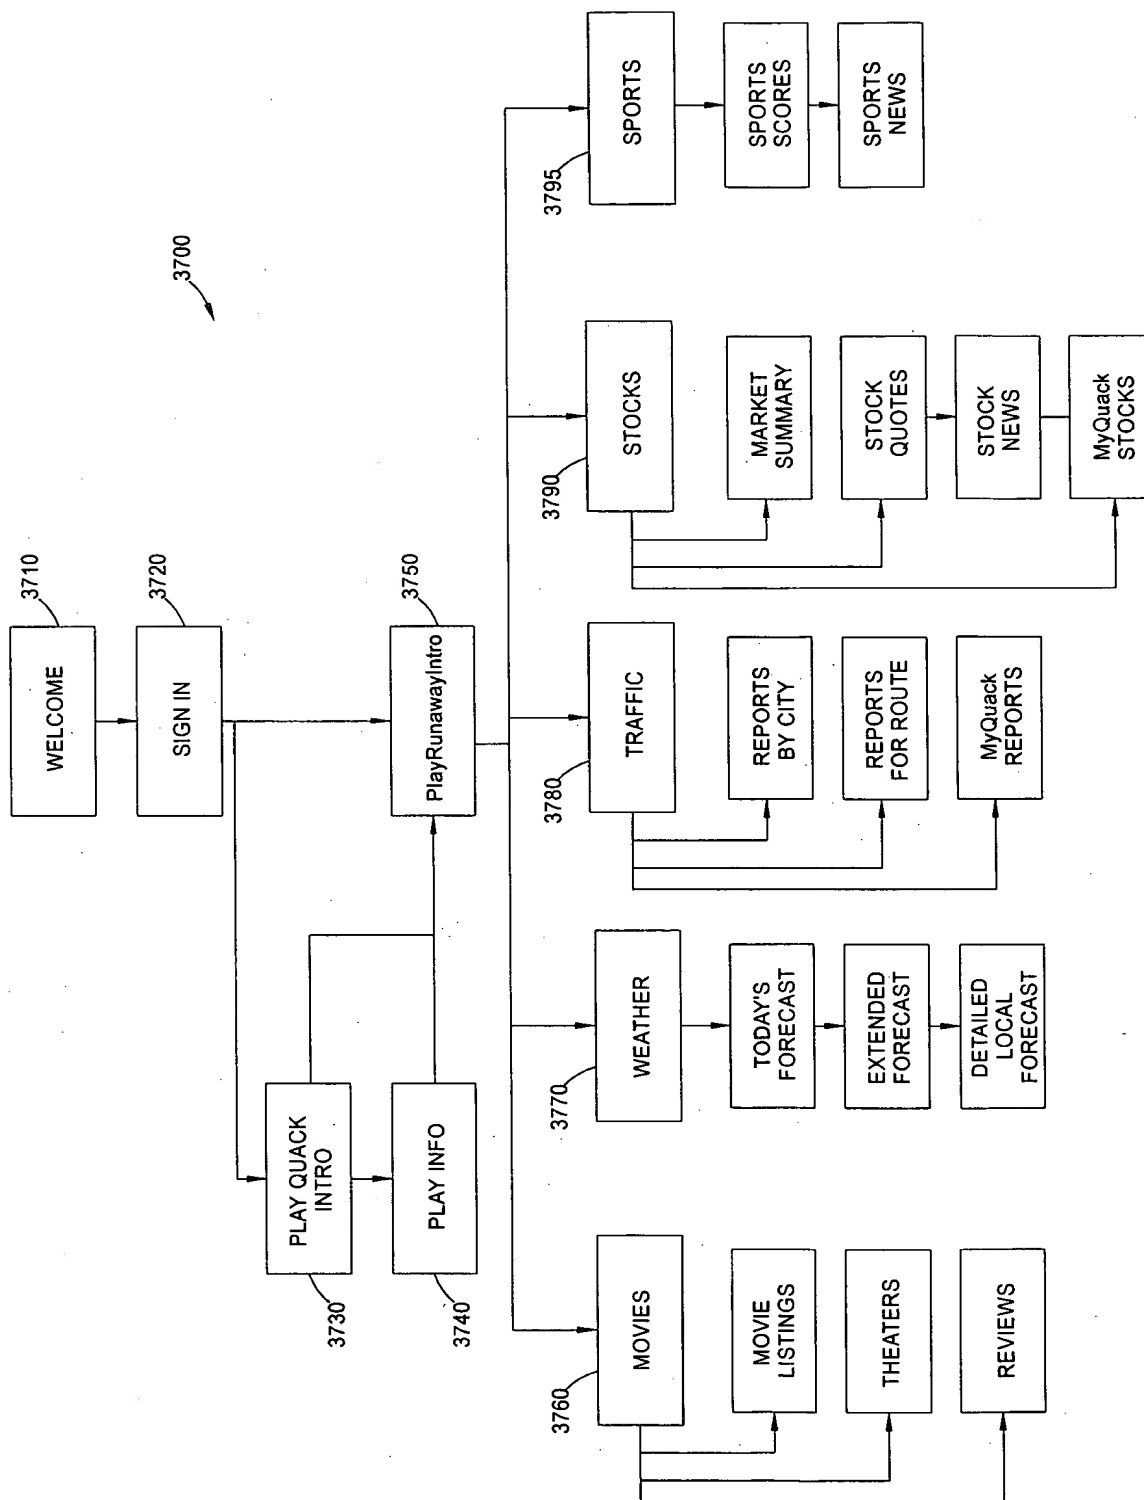 3700
3710
WELCOME
3720
SIGN IN
3730
PLAY QUACK
INTRO
3740
PLAY INFO
3750
PlayRunawayIntro
3760
MOVIES
MOVIE
LISTINGS
THEATERS
REVIEWS
3770
WEATHER
TODAY'S
FORECAST
EXTENDED
FORECAST
DETAILED
LOCAL
FORECAST
3780
TRAFFIC
REPORTS
BY CITY
REPORTS
FOR ROUTE
MyQuack
REPORTS
3790
STOCKS
MARKET
SUMMARY
STOCK
QUOTES
STOCK
NEWS
MyQuack
STOCKS
3795
SPORTS
SPORTS
SCORES
SPORTS
NEWS